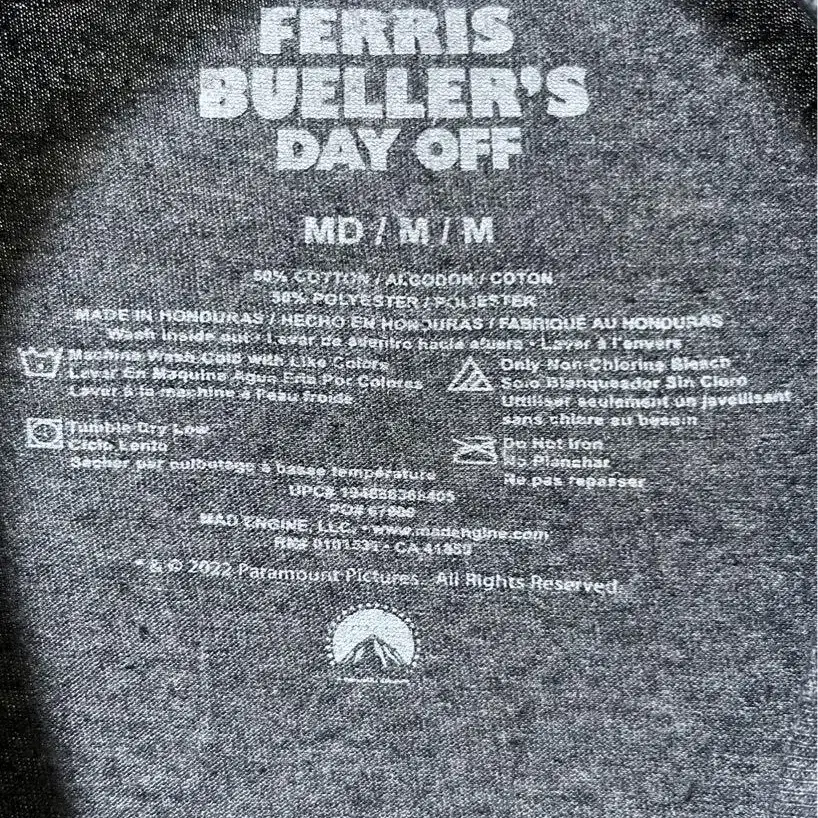 FERRIS
BUELLER'S
DAY OFF
MD / M / M
50% COTTON / ALGODON / COTON
50% POLYESTER / POLIESTER
MADE IN HONDURAS / HECHO EN HONDURAS / FABRIQUÉ AU HONDURAS
Wash inside out • Lavar de adentro hacia afuera • Laver à l'envers
Machine Wash Cold with Like Colors
Lavar En Maquina Agua Fria Por Colores
Laver à la machine à l'eau froide
Only Non-Chlorine Bleach
Solo Blanqueador Sin Cloro
Utiliser seulement un javellisant
sans chlore au besoin
Tumble Dry Low
Ciclo Lento
Sécher par culbutage à basse température
Do Not Iron
No Planchar
Ne pas repasser
UPC#
PO#
MAD ENGINE, LLC. • www.madengine.com
RN# CA
& © 2022 Paramount Pictures. All Rights Reserved.